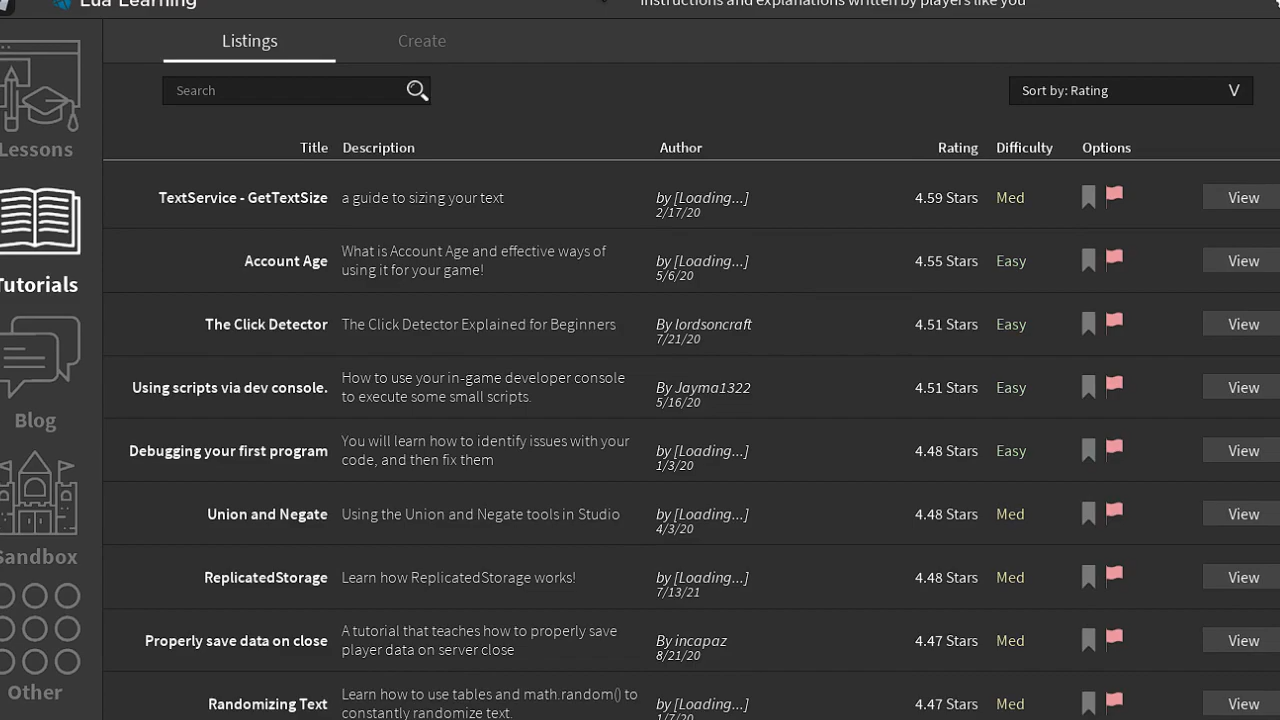 Lua Learning
Instructions and explanations written by players like you
Listings
Create
Search
Sort by: Rating
V
Title Description Author Rating Difficulty Options
TextService - GetTextSize a guide to sizing your text by [Loading...] 4.59 Stars Med View
2/17/20
Account Age What is Account Age and effective ways of by [Loading...] 4.55 Stars Easy View
using it for your game! 5/6/20
The Click Detector The Click Detector Explained for Beginners By lordsoncraft 4.51 Stars Easy View
7/21/20
Using scripts via dev console. How to use your in-game developer console By Jayma1322 4.51 Stars Easy View
to execute some small scripts. 5/16/20
Debugging your first program You will learn how to identify issues with your by [Loading...] 4.48 Stars Easy View
code, and then fix them 1/3/20
Union and Negate Using the Union and Negate tools in Studio by [Loading...] 4.48 Stars Med View
4/3/20
ReplicatedStorage Learn how ReplicatedStorage works! by [Loading...] 4.48 Stars Med View
7/13/21
Properly save data on close A tutorial that teaches how to properly save By incapaz 4.47 Stars Med View
player data on server close 8/21/20
Randomizing Text Learn how to use tables and math.random() to by [Loading...] 4.47 Stars Med View
constantly randomize text. 1/7/20
Lessons
Tutorials
Blog
Sandbox
Other